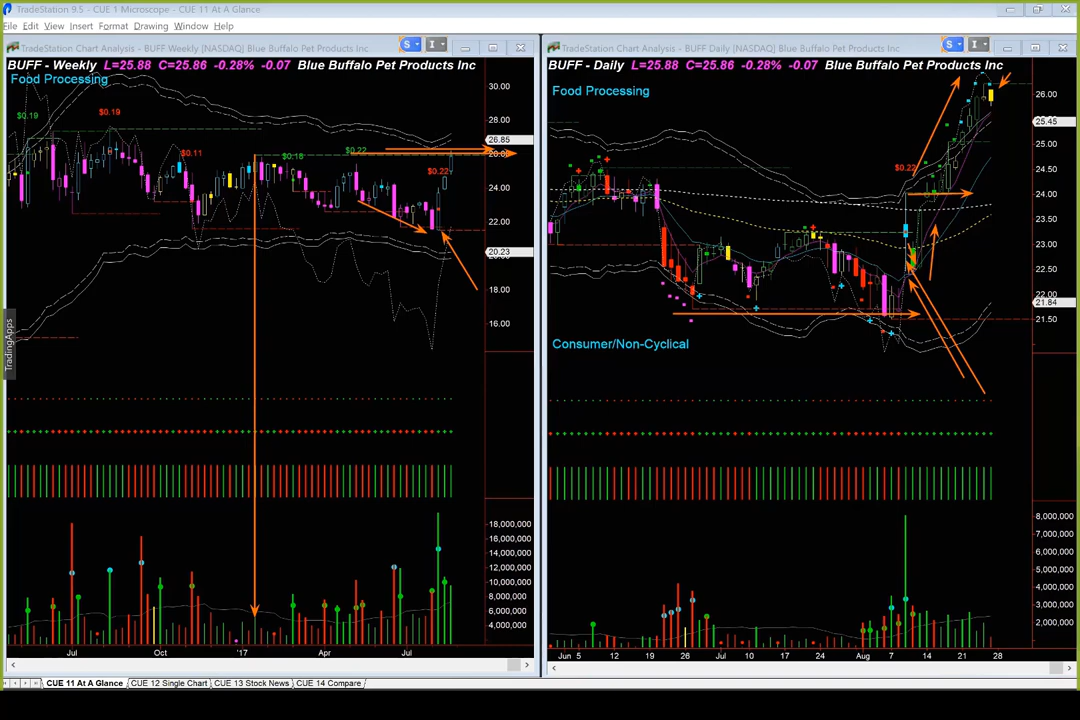 TradeStation 9.5 - CUE 1 Microscope - CUE 11 At A Glance
File Edit View Insert Format Drawing Window Help
TradeStation Chart Analysis - BUFF Weekly [NASDAQ] Blue Buffalo Pet Products Inc
S
I
BUFF - Weekly L=25.88 C=25.86 -0.28% -0.07 Blue Buffalo Pet Products Inc
Food Processing
$0.19
$0.19
$0.11
$0.18
$0.22
$0.22
30.00
28.00
26.85
24.00
22.00
20.23
18.00
16.00
18,000,000
16,000,000
14,000,000
12,000,000
10,000,000
8,000,000
6,000,000
4,000,000
Jul Oct '17 Apr Jul
TradingApps
TradeStation Chart Analysis - BUFF Daily [NASDAQ] Blue Buffalo Pet Products Inc
S
I
BUFF - Daily L=25.88 C=25.86 -0.28% -0.07 Blue Buffalo Pet Products Inc
Food Processing
$0.22
Consumer/Non-Cyclical
26.00
25.45
25.00
24.50
24.00
23.50
23.00
22.50
22.00
21.84
21.50
8,000,000
7,000,000
6,000,000
5,000,000
4,000,000
3,000,000
2,000,000
Jun 5 12 19 26 Jul 10 17 24 Aug 7 14 21 28
CUE 11 At A Glance CUE 12 Single Chart CUE 13 Stock News CUE 14 Compare